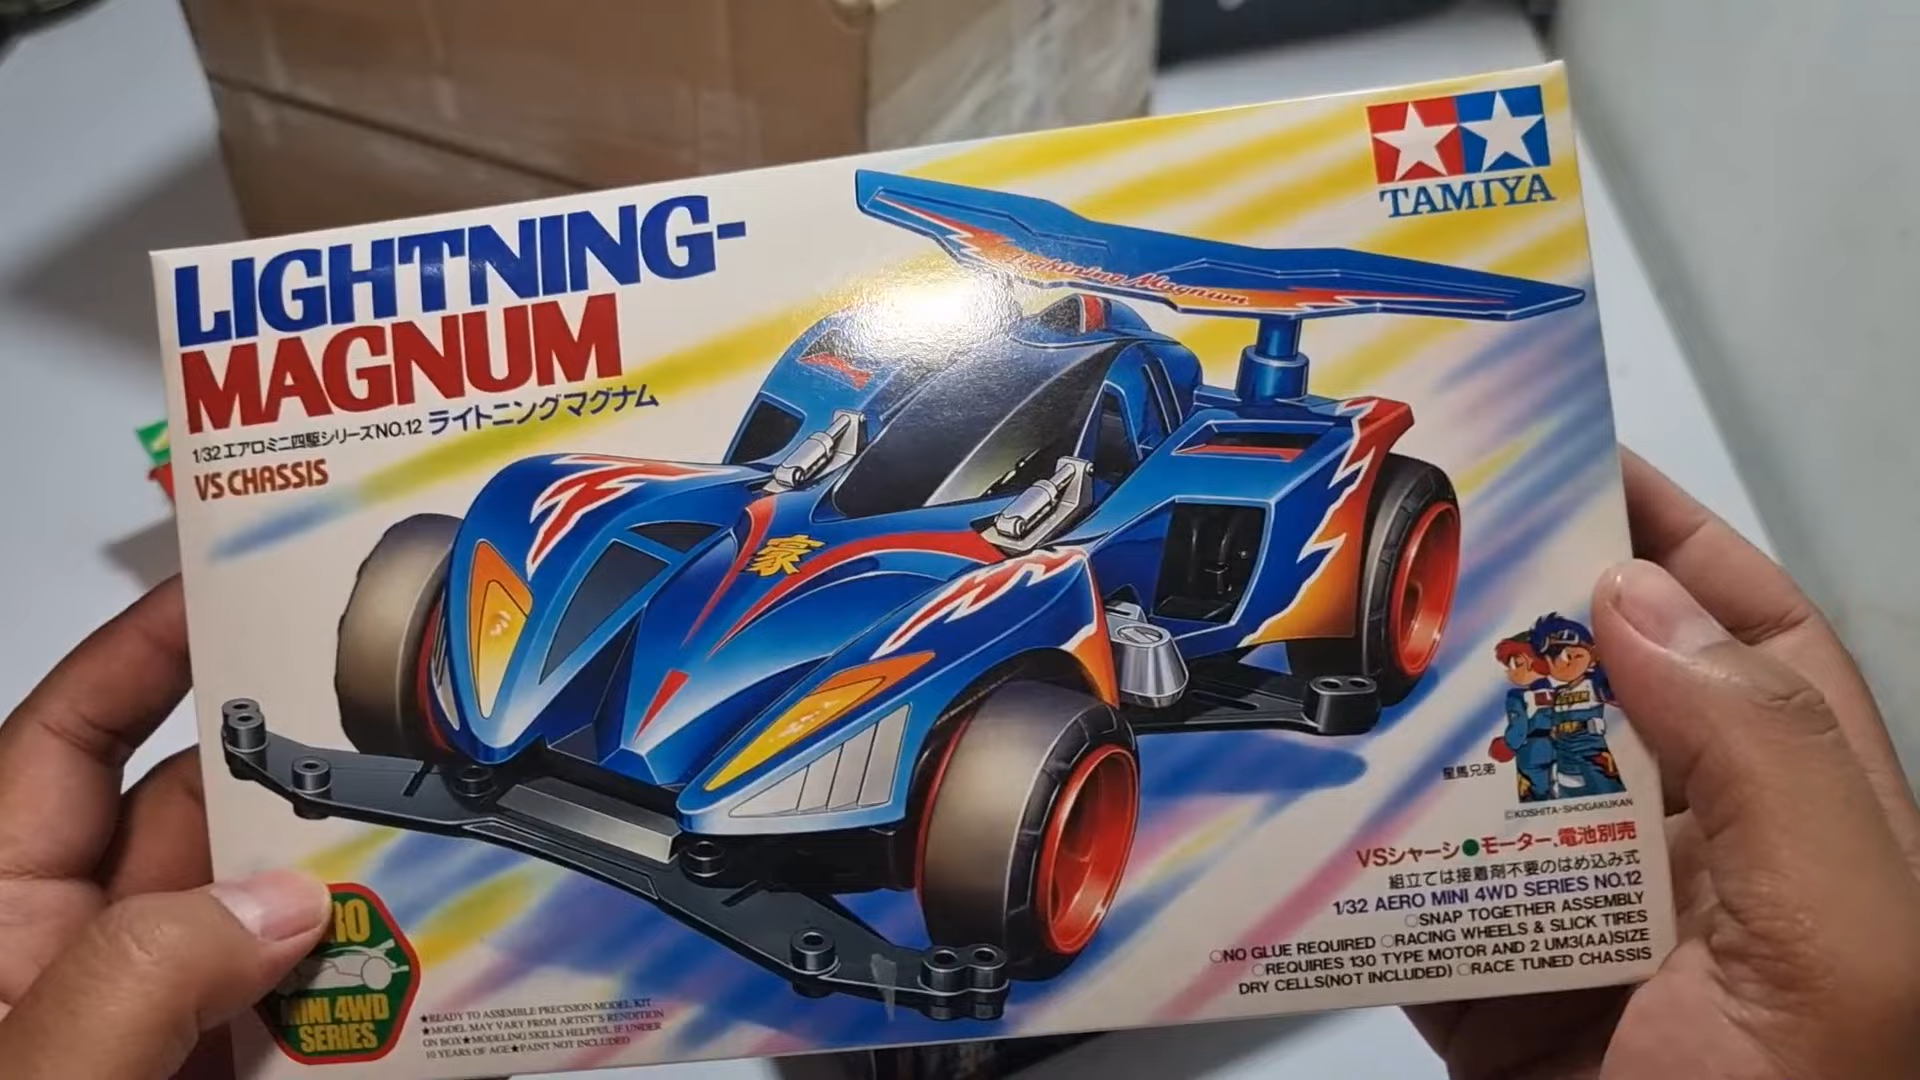 LIGHTNING-
MAGNUM
1/32エアロミニ四駆シリーズNO.12 ライトニングマグナム
VS CHASSIS
TAMIYA
Lightning Magnum
豪
星馬兄弟
©KOSHITA-SHOGAKUKAN
VSシャーシ●モーター、電池別売
組立ては接着剤不要のはめ込み式
1/32 AERO MINI 4WD SERIES NO.12
○SNAP TOGETHER ASSEMBLY
○NO GLUE REQUIRED ○RACING WHEELS & SLICK TIRES
○REQUIRES 130 TYPE MOTOR AND 2 UM3(AA)SIZE
DRY CELLS(NOT INCLUDED) ○RACE TUNED CHASSIS
MINI 4WD
SERIES
★READY TO ASSEMBLE PRECISION MODEL KIT
★MODEL MAY VARY FROM ARTIST'S RENDITION
ON BOX★MODELING SKILLS HELPFUL IF UNDER
10 YEARS OF AGE★PAINT NOT INCLUDED